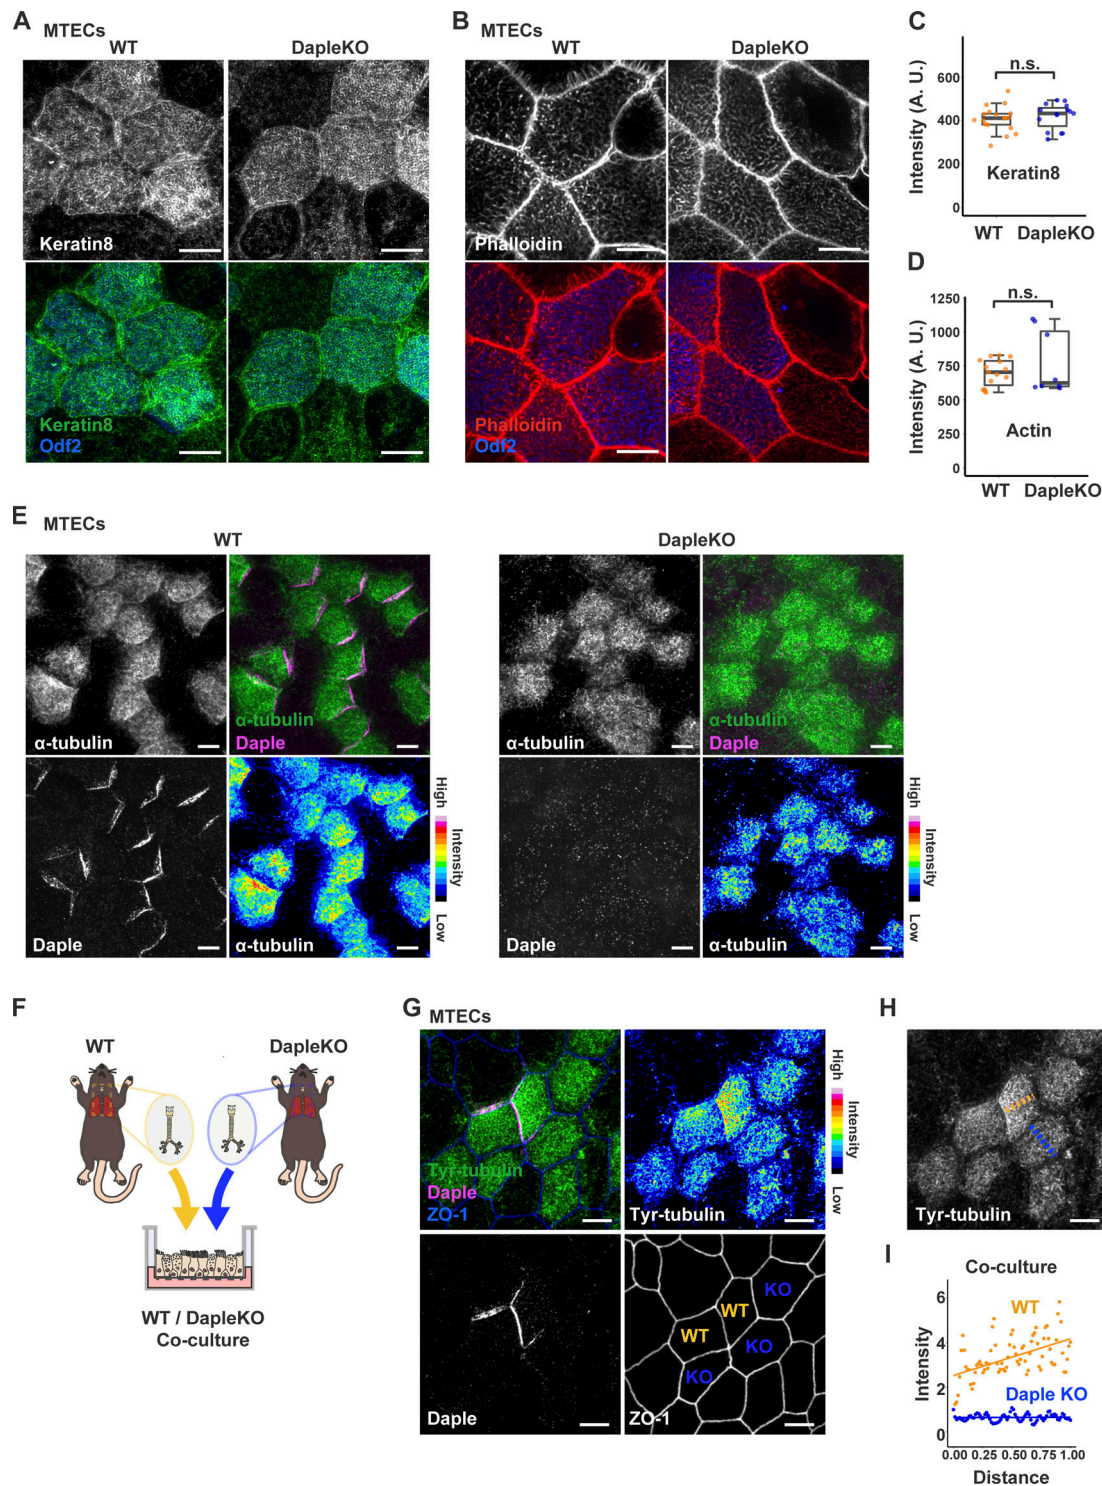 A
MTECs
WT
DapleKO
Keratin8
Keratin8
Odf2
B
MTECs
WT
DapleKO
Phalloidin
Phalloidin
Odf2
C
Intensity (A. U.)
600
400
200
0
n.s.
Keratin8
WT
DapleKO
D
Intensity (A. U.)
1250
1000
750
500
250
0
n.s.
Actin
WT
DapleKO
E
MTECs
WT
α-tubulin
α-tubulin
Daple
Daple
α-tubulin
High
Intensity
Low
DapleKO
α-tubulin
α-tubulin
Daple
Daple
α-tubulin
High
Intensity
Low
F
WT
DapleKO
WT / DapleKO
Co-culture
G
MTECs
Tyr-tubulin
Daple
ZO-1
Tyr-tubulin
High
Intensity
Low
Daple
WT
KO
WT
KO
KO
ZO-1
H
Tyr-tubulin
I
Co-culture
Intensity
6
4
2
0
WT
Daple KO
0.00 0.25 0.50 0.75 1.00
Distance